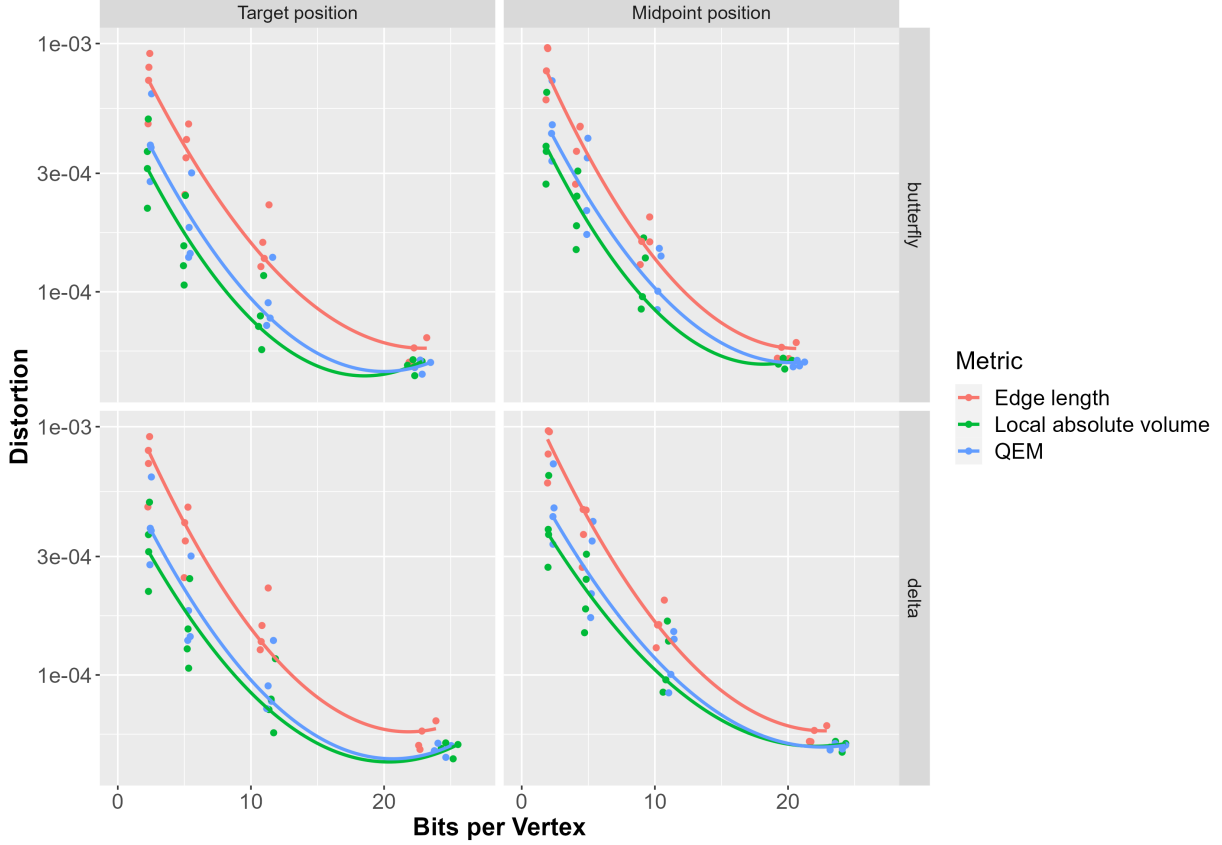 Target position
Midpoint position
1e-03
3e-04
1e-04
butterfly
1e-03
3e-04
1e-04
delta
0
10
20
0
10
20
Distortion
Bits per Vertex
Metric
Edge length
Local absolute volume
QEM